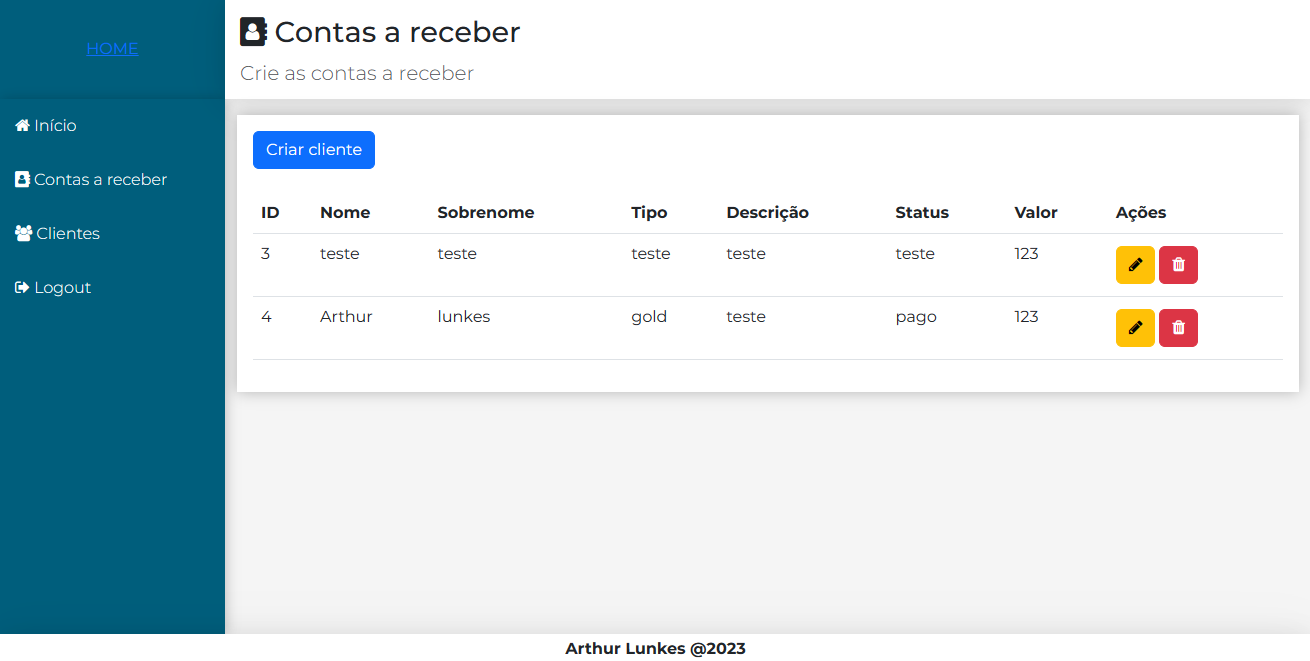 HOME
Contas a receber
Crie as contas a receber
Início
Contas a receber
Clientes
Logout
Criar cliente
ID Nome Sobrenome Tipo Descrição Status Valor Ações
3 teste teste teste teste teste 123
4 Arthur lunkes gold teste pago 123
Arthur Lunkes @2023